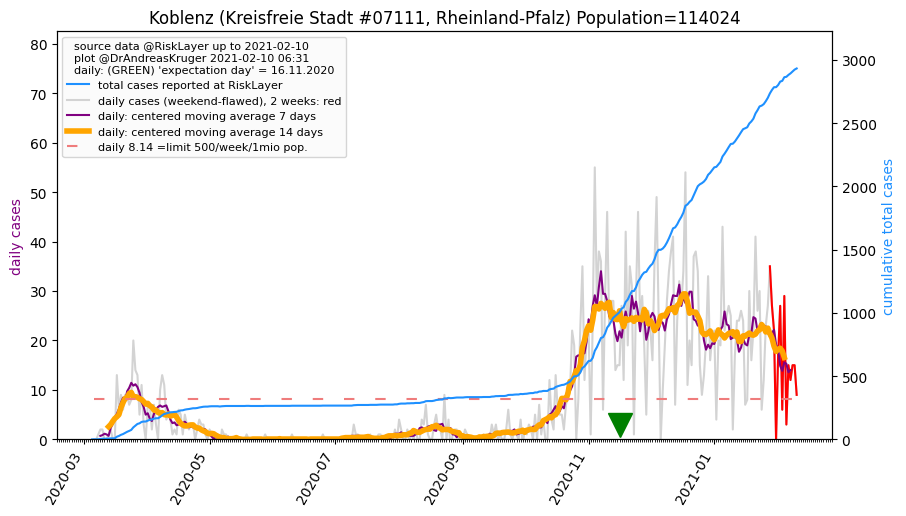 Koblenz (Kreisfreie Stadt #07111, Rheinland-Pfalz) Population=114024
source data @RiskLayer up to 2021-02-10
plot @DrAndreasKruger 2021-02-10 06:31
daily: (GREEN) 'expectation day' = 16.11.2020
total cases reported at RiskLayer
daily cases (weekend-flawed), 2 weeks: red
daily: centered moving average 7 days
daily: centered moving average 14 days
daily 8.14 =limit 500/week/1mio pop.
daily cases
80
70
60
50
40
30
20
10
0
cumulative total cases
3000
2500
2000
1500
1000
500
0
2020-03
2020-05
2020-07
2020-09
2020-11
2021-01